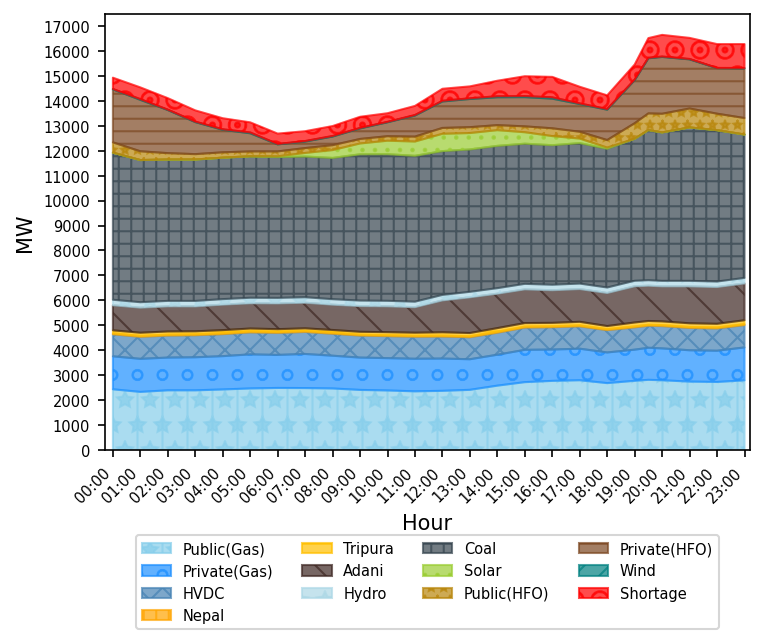 17000
16000
15000
14000
13000
12000
11000
10000
9000
8000
7000
6000
5000
4000
3000
2000
1000
0
MW
00:00 01:00 02:00 03:00 04:00 05:00 06:00 07:00 08:00 09:00 10:00 11:00 12:00 13:00 14:00 15:00 16:00 17:00 18:00 19:00 20:00 21:00 22:00 23:00
Hour
Public(Gas) Tripura Coal Private(HFO)
Private(Gas) Adani Solar Wind
HVDC Hydro Public(HFO) Shortage
Nepal